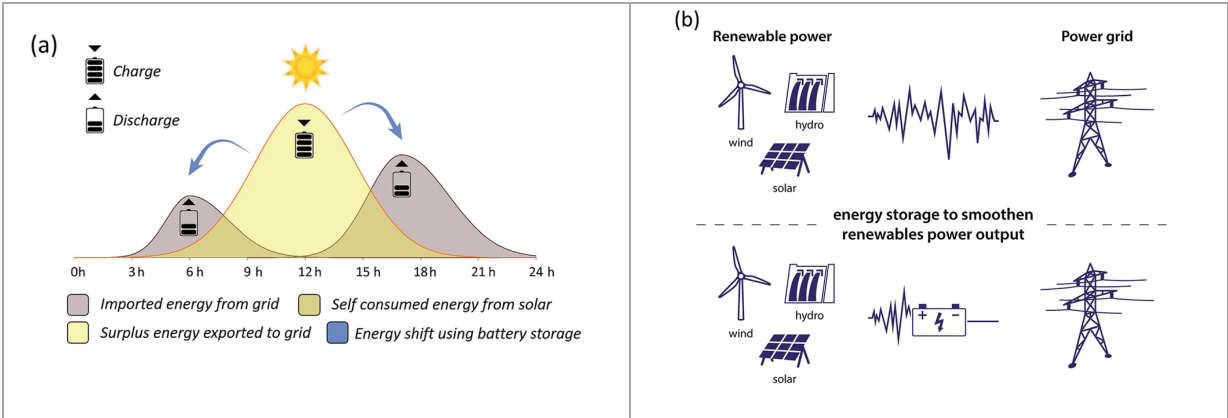 (a)
Charge
Discharge
0h 3 h 6 h 9 h 12 h 15 h 18h 21 h 24 h
Imported energy from grid
Self consumed energy from solar
Surplus energy exported to grid
Energy shift using battery storage
(b)
Renewable power
Power grid
wind
hydro
solar
energy storage to smoothen
renewables power output
wind
hydro
solar
+ −